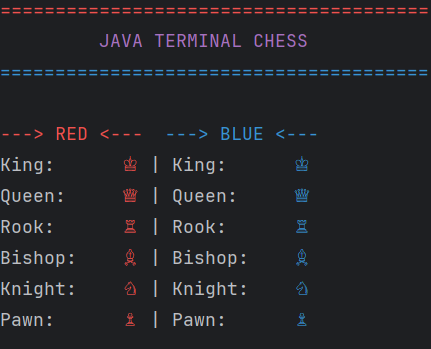 =======================================
JAVA TERMINAL CHESS
=======================================
---> RED <---  ---> BLUE <---
King: ♔ | King: ♔
Queen: ♕ | Queen: ♕
Rook: ♖ | Rook: ♖
Bishop: ♗ | Bishop: ♗
Knight: ♘ | Knight: ♘
Pawn: ♗ | Pawn: ♗